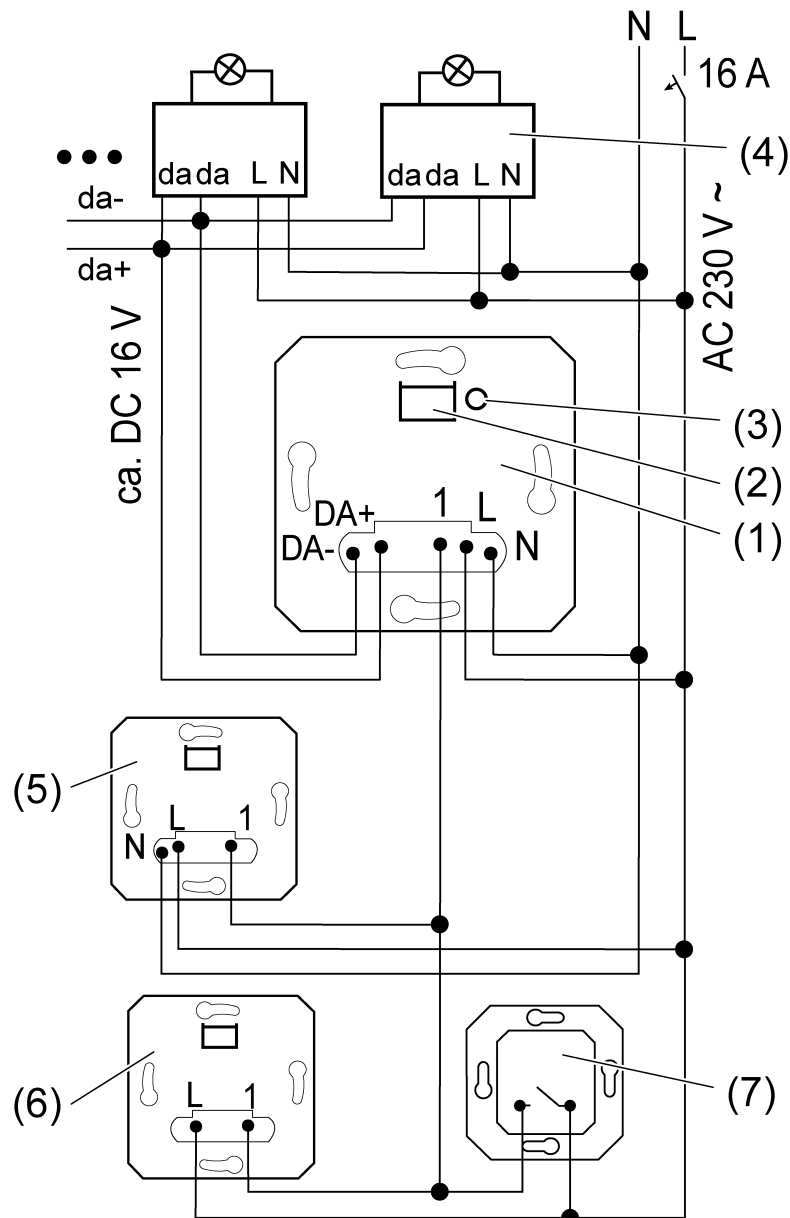 N L
16 A
(4)
da da L N
da da L N
• • •
da-
da+
AC 230 V ~
ca. DC 16 V
(3)
(2)
(1)
DA+ 1 L
DA- N
(5)
L 1
N
(6)
L 1
(7)